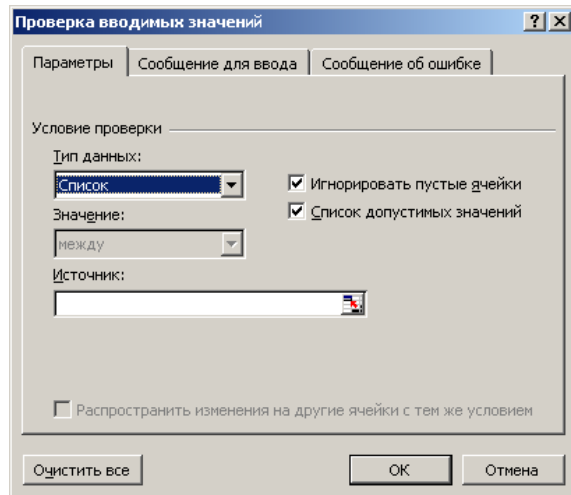 Проверка вводимых значений
Параметры Сообщение для ввода Сообщение об ошибке
Условие проверки
Тип данных:
Список Игнорировать пустые ячейки
Значение: Список допустимых значений
между
Источник:
Распространить изменения на другие ячейки с тем же условием
Очистить все ОК Отмена